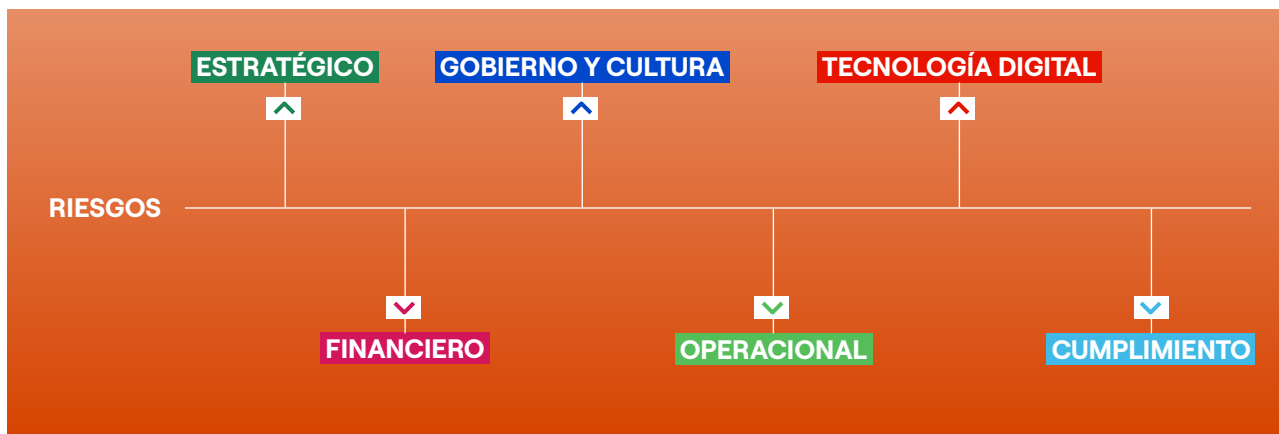 ESTRATÉGICO
GOBIERNO Y CULTURA
TECNOLOGÍA DIGITAL
RIESGOS
FINANCIERO
OPERACIONAL
CUMPLIMIENTO